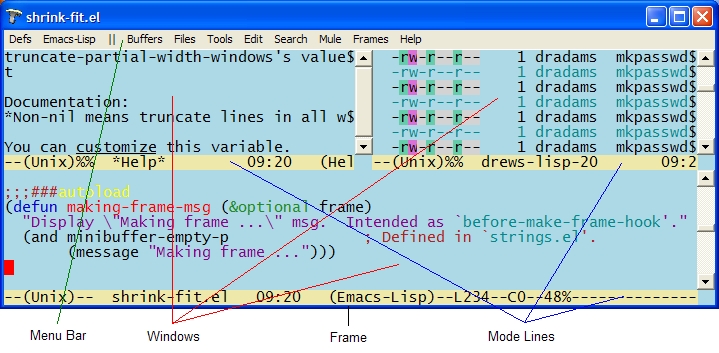 shrink-fit.el
Defs Emacs-Lisp || Buffers Files Tools Edit Search Mule Frames Help
truncate-partial-width-windows's value$
t
Documentation:
*Non-nil means truncate lines in all w$
You can customize this variable.
--(Unix)%% *Help* 09:20 (Hel
-rw-r--r-- 1 dradams mkpasswd$
-rw-r--r-- 1 dradams mkpasswd$
-rw-r--r-- 1 dradams mkpasswd$
-rw-r--r-- 1 dradams mkpasswd$
-rw-r--r-- 1 dradams mkpasswd$
-rw-r--r-- 1 dradams mkpasswd$
-rw-r--r-- 1 dradams mkpasswd$
--(Unix)%% drews-lisp-20 09:2
;;;###autoload
(defun making-frame-msg (&optional frame)
"Display \"Making frame ...\" msg. Intended as `before-make-frame-hook'."
(and minibuffer-empty-p ; Defined in `strings.el'.
(message "Making frame ...")))
--(Unix)-- shrink-fit.el 09:20 (Emacs-Lisp)--L234--C0--48%--------------
Menu Bar
Windows
Frame
Mode Lines